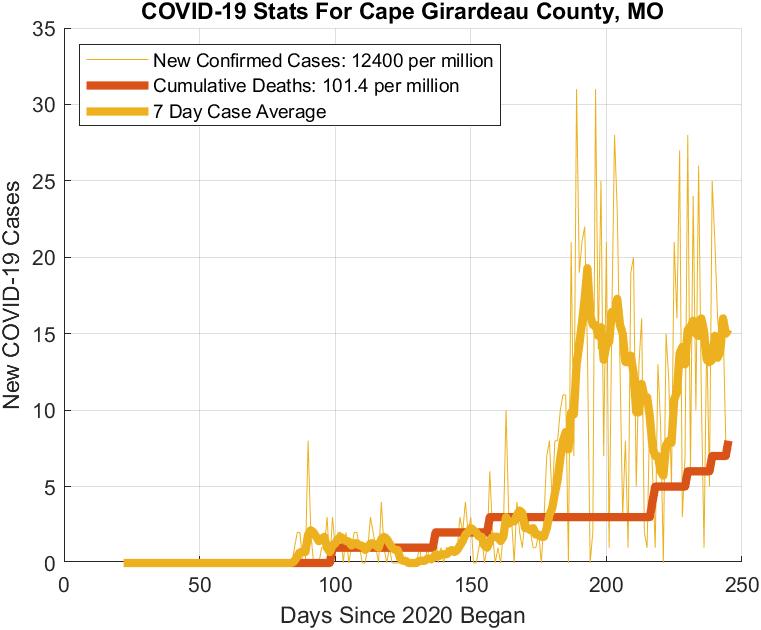 COVID-19 Stats For Cape Girardeau County, MO
New Confirmed Cases: 12400 per million
Cumulative Deaths: 101.4 per million
7 Day Case Average
New COVID-19 Cases
35
30
25
20
15
10
5
0
0 50 100 150 200 250
Days Since 2020 Began